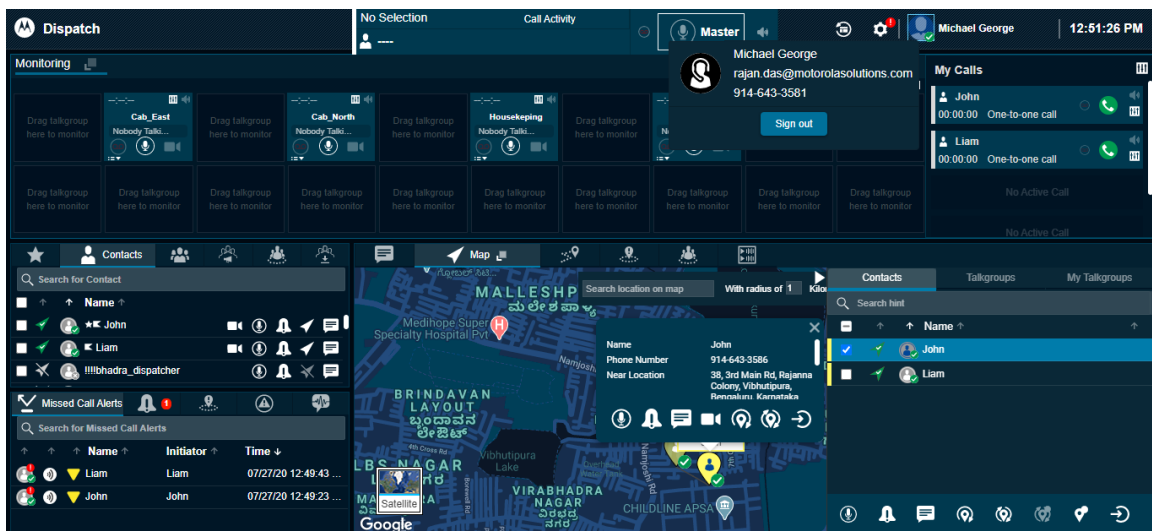 Dispatch
No Selection
Call Activity
----
Master
Michael George
12:51:26 PM
Michael George
rajan.das@motorolasolutions.com
914-643-3581
Sign out
Monitoring
Drag talkgroup
here to monitor
--:--:--
Cab_East
Nobody Talki...
Drag talkgroup
here to monitor
--:--:--
Cab_North
Nobody Talki...
Drag talkgroup
here to monitor
--:--:--
Housekeeping
Nobody Talki...
Drag talkgroup
here to monitor
Drag talkgroup
here to monitor
Drag talkgroup
here to monitor
Drag talkgroup
here to monitor
Drag talkgroup
here to monitor
Drag talkgroup
here to monitor
Drag talkgroup
here to monitor
Drag talkgroup
here to monitor
Drag talkgroup
here to monitor
Drag talkgroup
here to monitor
Drag talkgroup
here to monitor
My Calls
John
00:00:00 One-to-one call
Liam
00:00:00 One-to-one call
No Active Call
No Active Call
Contacts
Search for Contact
Name
John
Liam
!!!!bhadra_dispatcher
Missed Call Alerts
1
Search for Missed Call Alerts
Name Initiator Time
Liam Liam 07/27/20 12:49:43 ...
John John 07/27/20 12:49:23 ...
Map
Search location on map
With radius of 1 Kilo
MALLESHP
Medihope Super
Specialty Hospital Pvt
Namjosh
BRINDAVAN
LAYOUT
ಬೃಂದಾವನ
ಲೇಔಟ್
4th Cross Rd
Vibhutipura
Lake
LBS NAGAR
Satellite
Google
VIRABHADRA
NAGAR
CHILDLINE APSA
Namjoshi Rd
Name John
Phone Number 914-643-3586
Near Location 38, 3rd Main Rd, Rajanna
Colony, Vibhutipura,
Bengaluru, Karnataka
Contacts
Talkgroups
My Talkgroups
Search hint
Name
John
Liam